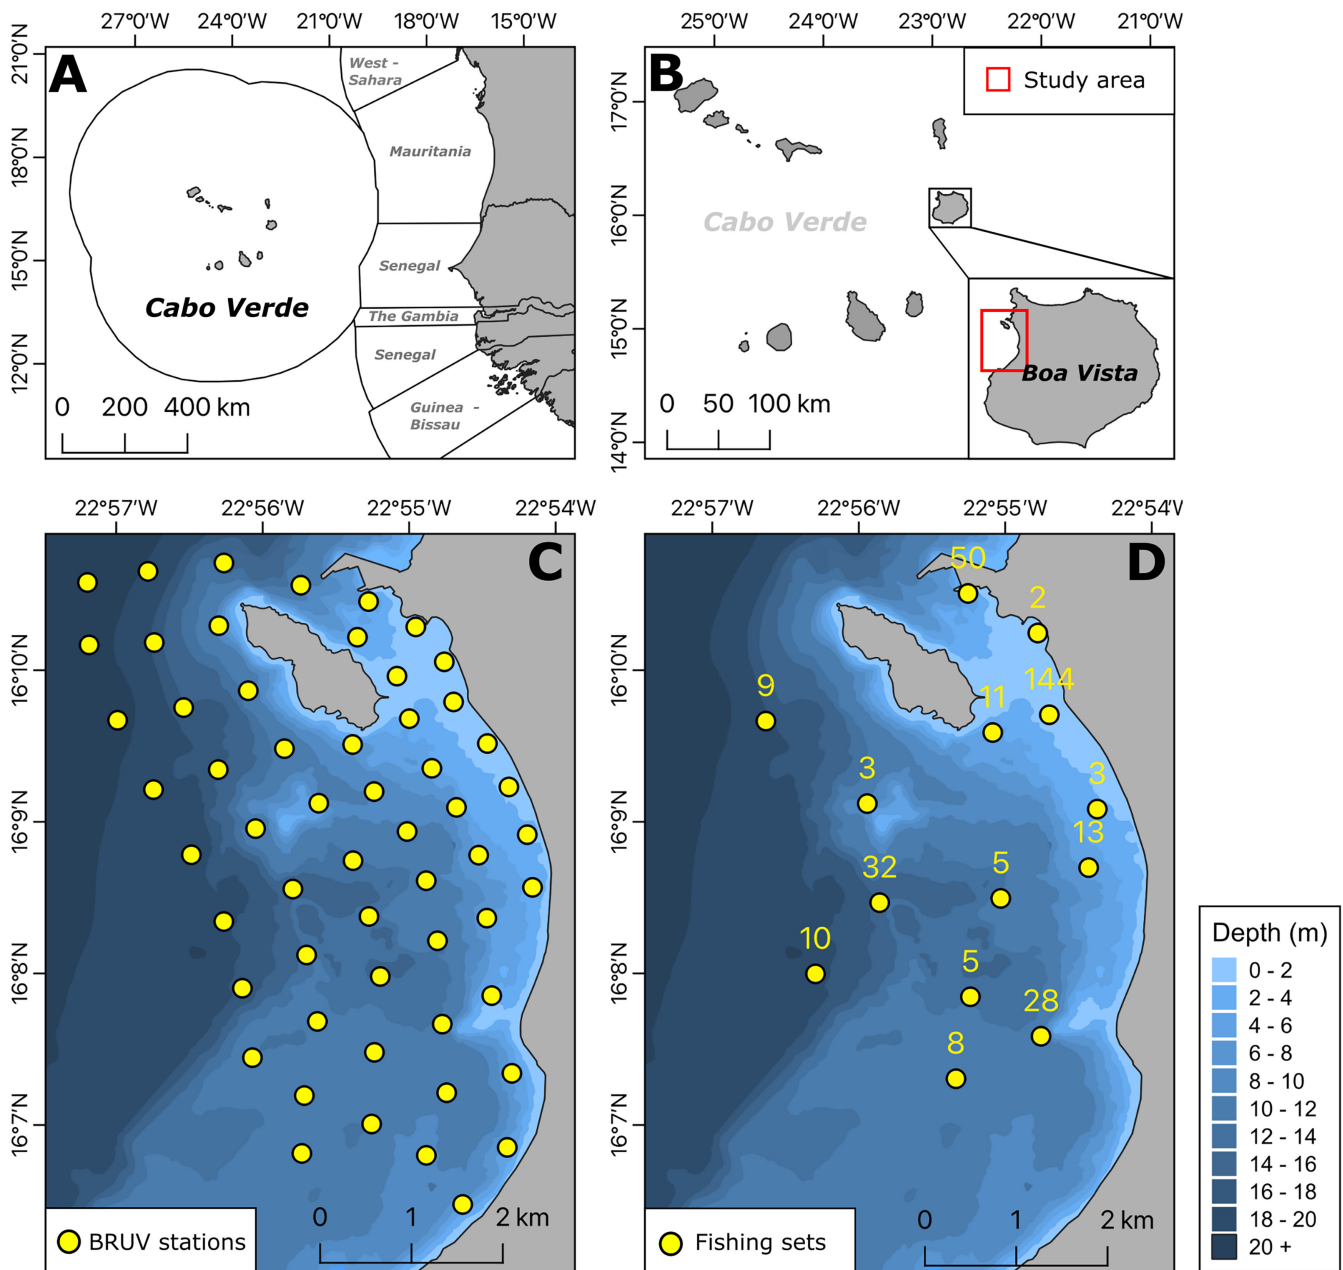 27°0′W 24°0′W 21°0′W 18°0′W 15°0′W
21°0′N
18°0′N
15°0′N
12°0′N
A
West -
Sahara
Mauritania
Senegal
Cabo Verde
The Gambia
Senegal
Guinea -
Bissau
0 200 400 km
25°0′W 24°0′W 23°0′W 22°0′W 21°0′W
17°0′N
16°0′N
15°0′N
14°0′N
B
Study area
Cabo Verde
Boa Vista
0 50 100 km
22°57′W 22°56′W 22°55′W 22°54′W
16°10′N
16°9′N
16°8′N
16°7′N
C
BRUV stations
0 1 2 km
22°57′W 22°56′W 22°55′W 22°54′W
16°10′N
16°9′N
16°8′N
16°7′N
D
50
2
9
11
144
3
3
13
32
5
10
5
28
8
Fishing sets
0 1 2 km
Depth (m)
0 - 2
2 - 4
4 - 6
6 - 8
8 - 10
10 - 12
12 - 14
14 - 16
16 - 18
18 - 20
20 +